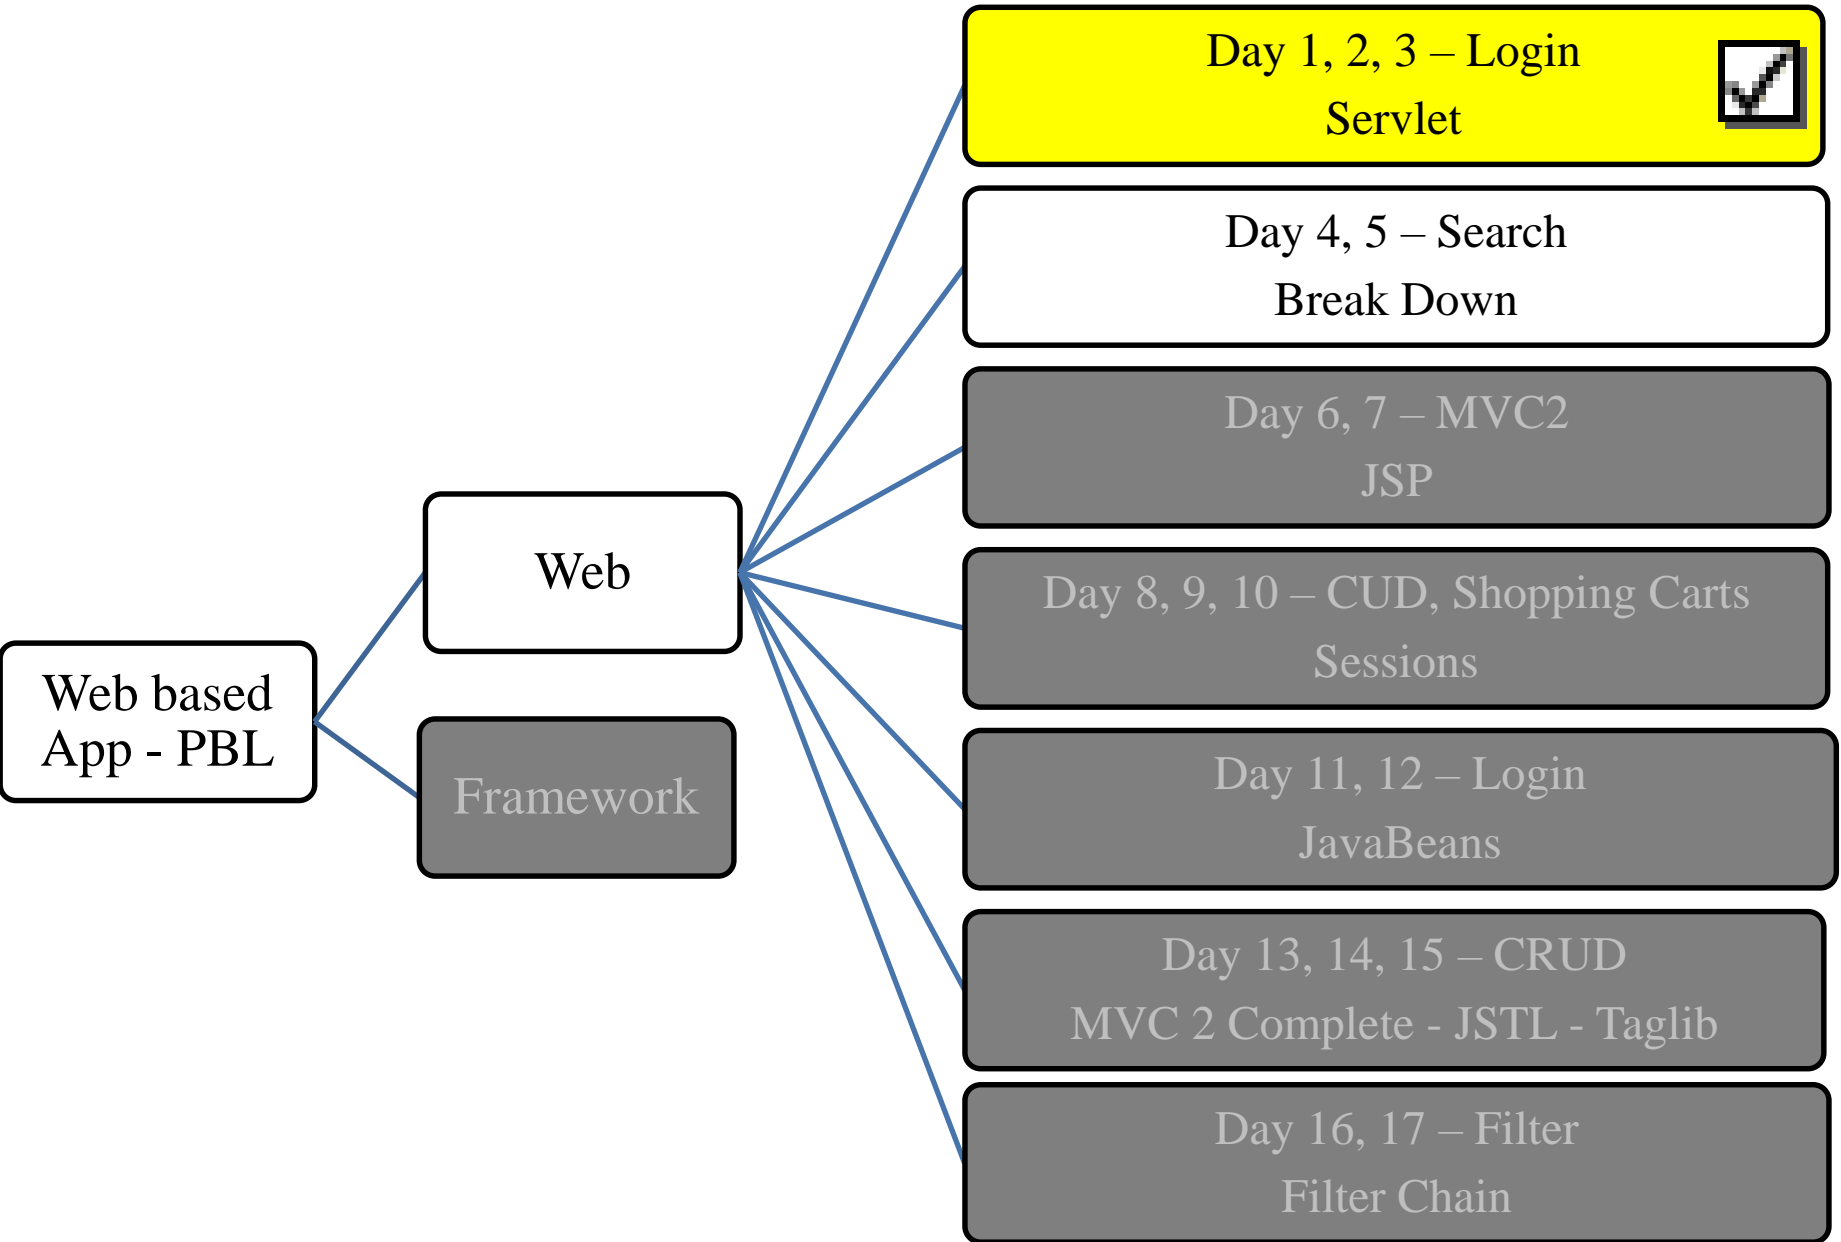 Day 1, 2, 3 – Login
Servlet
Day 4, 5 – Search
Break Down
Day 6, 7 – MVC2
JSP
Web
Day 8, 9, 10 – CUD, Shopping Carts
Sessions
Web based
App - PBL
Framework
Day 11, 12 – Login
JavaBeans
Day 13, 14, 15 – CRUD
MVC 2 Complete - JSTL - Taglib
Day 16, 17 – Filter
Filter Chain